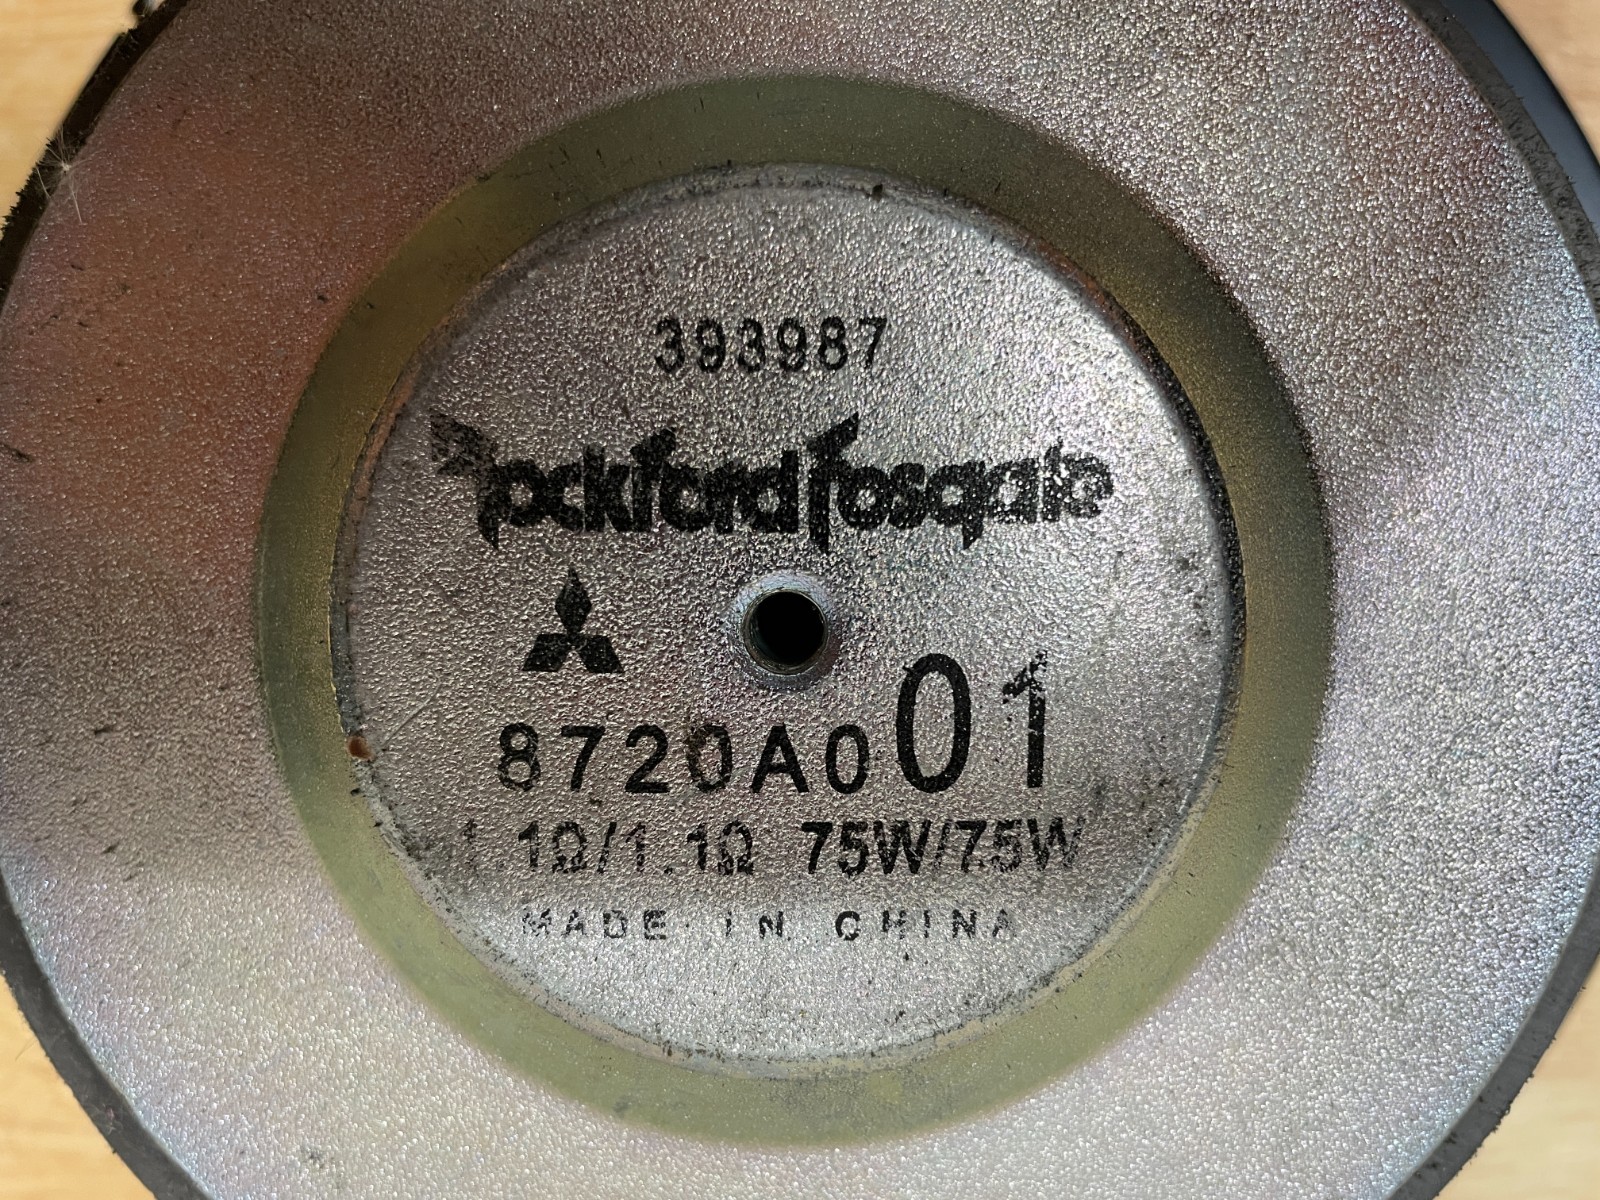 393987
Rockford Fosgate
8720A001
1.1Ω/1.1Ω 75W/75W
MADE IN CHINA